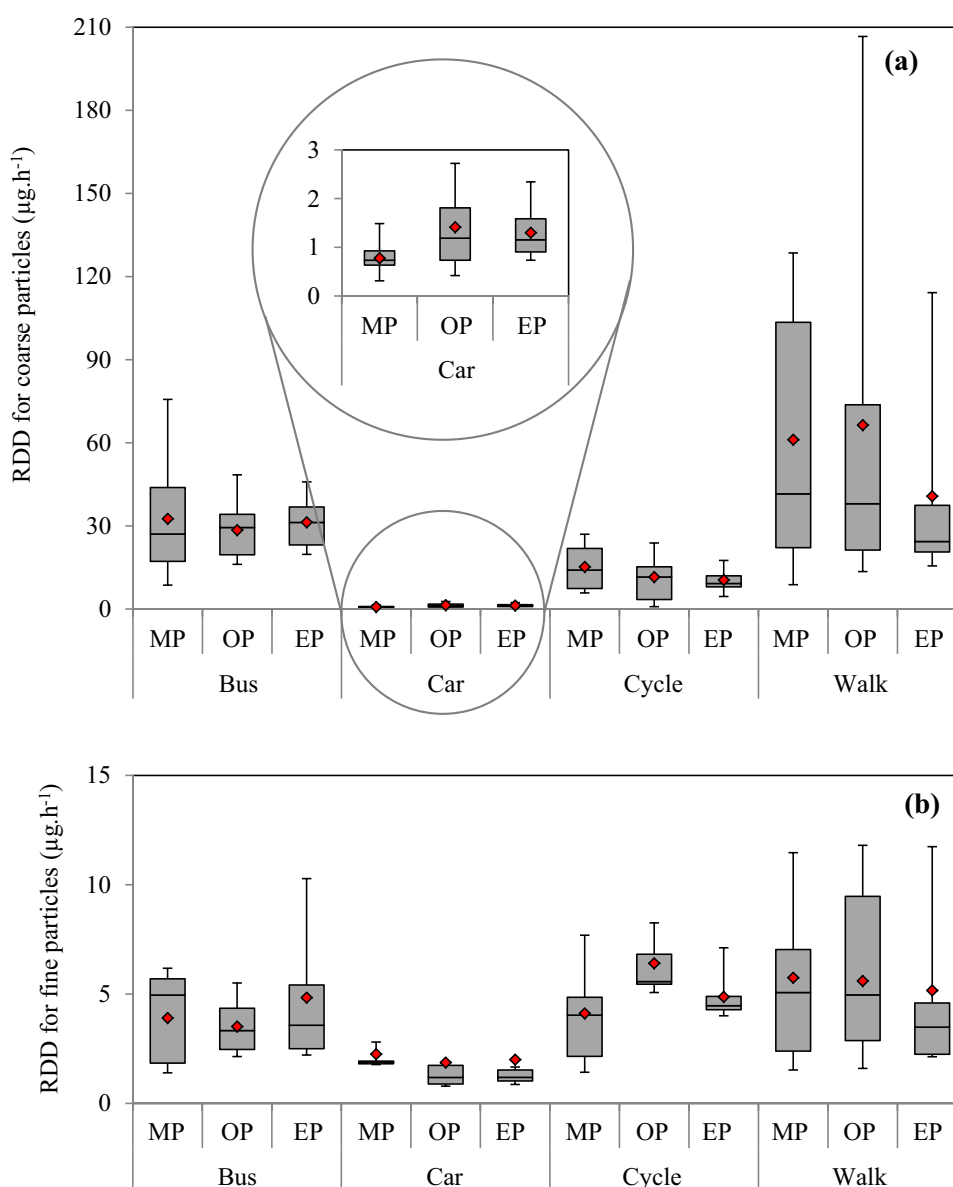 210
(a)
180
150
120
90
60
30
0
RDD for coarse particles (µg.h⁻¹)
3
2
1
0
MP OP EP
Car
MP OP EP MP OP EP MP OP EP MP OP EP
Bus Car Cycle Walk
15
(b)
10
5
0
RDD for fine particles (µg.h⁻¹)
MP OP EP MP OP EP MP OP EP MP OP EP
Bus Car Cycle Walk